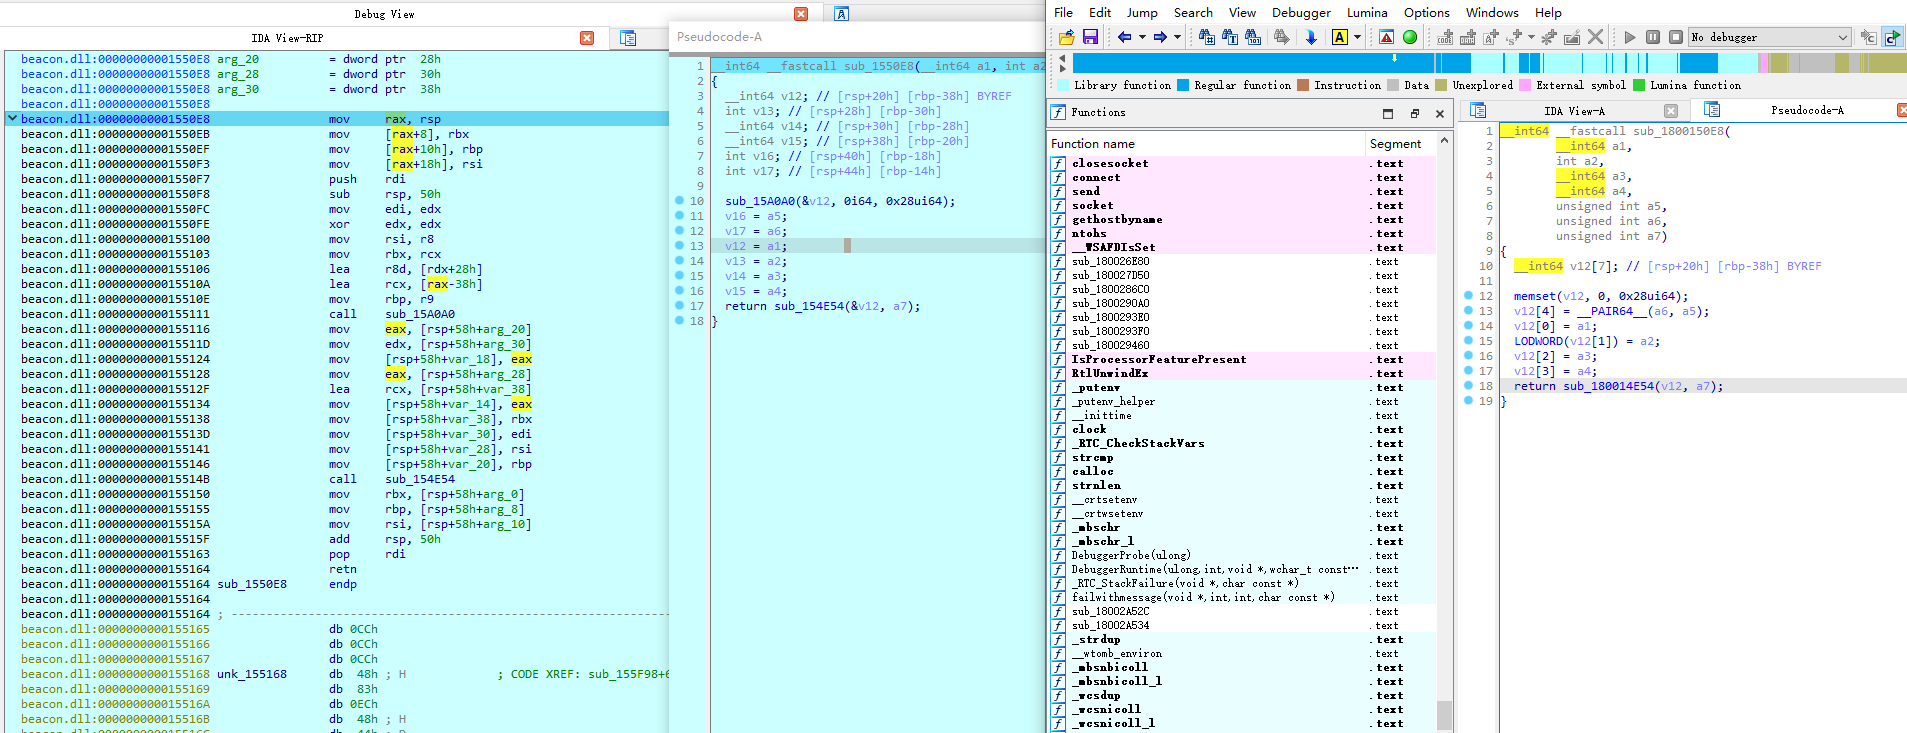 Debug View
IDA View-RIP
beacon.dll:00000000001550E8 arg_20 = dword ptr 28h
beacon.dll:00000000001550E8 arg_28 = dword ptr 30h
beacon.dll:00000000001550E8 arg_30 = dword ptr 38h
beacon.dll:00000000001550E8
beacon.dll:00000000001550E8 mov rax, rsp
beacon.dll:00000000001550EB mov [rax+8], rbx
beacon.dll:00000000001550EF mov [rax+10h], rbp
beacon.dll:00000000001550F3 mov [rax+18h], rsi
beacon.dll:00000000001550F7 push rdi
beacon.dll:00000000001550F8 sub rsp, 50h
beacon.dll:00000000001550FC mov edi, edx
beacon.dll:00000000001550FE xor edx, edx
beacon.dll:0000000000155100 mov rsi, r8
beacon.dll:0000000000155103 mov rbx, rcx
beacon.dll:0000000000155106 lea r8d, [rdx+28h]
beacon.dll:000000000015510A lea rcx, [rax-38h]
beacon.dll:000000000015510E mov rbp, r9
beacon.dll:0000000000155111 call sub_15A0A0
beacon.dll:0000000000155116 mov eax, [rsp+58h+arg_20]
beacon.dll:000000000015511D mov edx, [rsp+58h+arg_30]
beacon.dll:0000000000155124 mov [rsp+58h+var_18], eax
beacon.dll:0000000000155128 mov eax, [rsp+58h+arg_28]
beacon.dll:000000000015512F lea rcx, [rsp+58h+var_38]
beacon.dll:0000000000155134 mov [rsp+58h+var_14], eax
beacon.dll:0000000000155138 mov [rsp+58h+var_38], rbx
beacon.dll:000000000015513D mov [rsp+58h+var_30], edi
beacon.dll:0000000000155141 mov [rsp+58h+var_28], rsi
beacon.dll:0000000000155146 mov [rsp+58h+var_20], rbp
beacon.dll:000000000015514B call sub_154E54
beacon.dll:0000000000155150 mov rbx, [rsp+58h+arg_0]
beacon.dll:0000000000155155 mov rbp, [rsp+58h+arg_8]
beacon.dll:000000000015515A mov rsi, [rsp+58h+arg_10]
beacon.dll:000000000015515F add rsp, 50h
beacon.dll:0000000000155163 pop rdi
beacon.dll:0000000000155164 retn
beacon.dll:0000000000155164 sub_1550E8 endp
beacon.dll:0000000000155164
beacon.dll:0000000000155164 ; ---------------------------------------------------------------
beacon.dll:0000000000155165 db 0CCh
beacon.dll:0000000000155166 db 0CCh
beacon.dll:0000000000155167 db 0CCh
beacon.dll:0000000000155168 unk_155168 db 48h ; H ; CODE XREF: sub_155F98+6
beacon.dll:0000000000155169 db 83h
beacon.dll:000000000015516A db 0ECh
beacon.dll:000000000015516B db 48h ; H
Pseudocode-A
1 __int64 __fastcall sub_1550E8(__int64 a1, int a2
2 {
3 __int64 v12; // [rsp+20h] [rbp-38h] BYREF
4 int v13; // [rsp+28h] [rbp-30h]
5 __int64 v14; // [rsp+30h] [rbp-28h]
6 __int64 v15; // [rsp+38h] [rbp-20h]
7 int v16; // [rsp+40h] [rbp-18h]
8 int v17; // [rsp+44h] [rbp-14h]
9
10 sub_15A0A0(&v12, 0i64, 0x28ui64);
11 v16 = a5;
12 v17 = a6;
13 v12 = a1;
14 v13 = a2;
15 v14 = a3;
16 v15 = a4;
17 return sub_154E54(&v12, a7);
18 }
File Edit Jump Search View Debugger Lumina Options Windows Help
No debugger
Library function Regular function Instruction Data Unexplored External symbol Lumina function
Functions
Function name Segment
closesocket .text
connect .text
send .text
socket .text
gethostbyname .text
ntohs .text
__WSAFDIsSet .text
sub_180026E80 .text
sub_180027D50 .text
sub_1800286C0 .text
sub_1800290A0 .text
sub_1800293E0 .text
sub_1800293F0 .text
sub_180029460 .text
IsProcessorFeaturePresent .text
RtlUnwindEx .text
_putenv .text
_putenv_helper .text
__inittime .text
clock .text
_RTC_CheckStackVars .text
strcmp .text
calloc .text
strnlen .text
__crtsetenv .text
__crtwsetenv .text
_mbschr .text
_mbschr_l .text
DebuggerProbe(ulong) .text
DebuggerRuntime(ulong,int,void *,wchar_t const⋯ .text
_RTC_StackFailure(void *,char const *) .text
failwithmessage(void *,int,int,char const *) .text
sub_18002A52C .text
sub_18002A534 .text
_strdup .text
__wtomb_environ .text
_mbsnbicoll .text
_mbsnbicoll_l .text
_wcsdup .text
_wcsnicoll .text
_wcsnicoll_l .text
IDA View-A
Pseudocode-A
1 __int64 __fastcall sub_1800150E8(
2 __int64 a1,
3 int a2,
4 __int64 a3,
5 __int64 a4,
6 unsigned int a5,
7 unsigned int a6,
8 unsigned int a7)
9 {
10 __int64 v12[7]; // [rsp+20h] [rbp-38h] BYREF
11
12 memset(v12, 0, 0x28ui64);
13 v12[4] = __PAIR64__(a6, a5);
14 v12[0] = a1;
15 LODWORD(v12[1]) = a2;
16 v12[2] = a3;
17 v12[3] = a4;
18 return sub_180014E54(v12, a7);
19 }